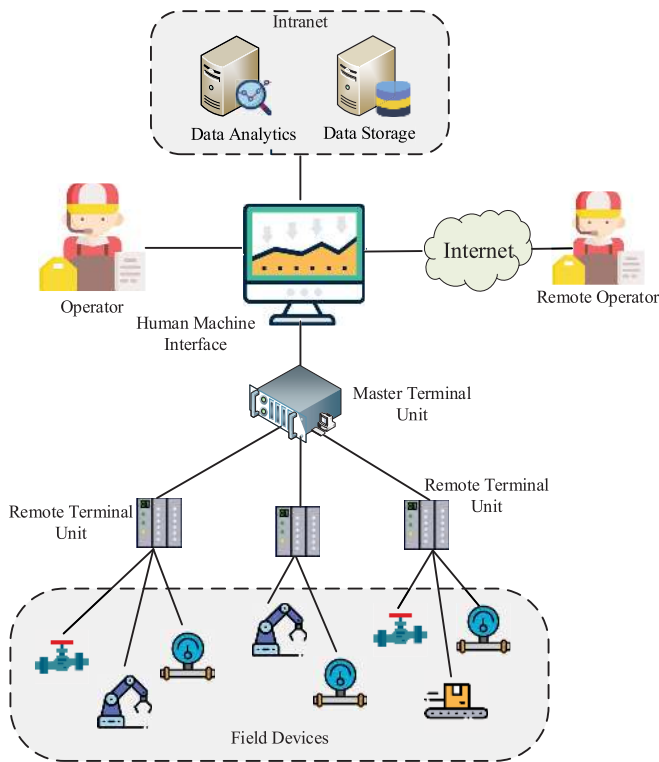 Intranet
Data Analytics
Data Storage
Operator
Internet
Remote Operator
Human Machine
Interface
Master Terminal
Unit
Remote Terminal
Unit
Remote Terminal
Unit
Field Devices